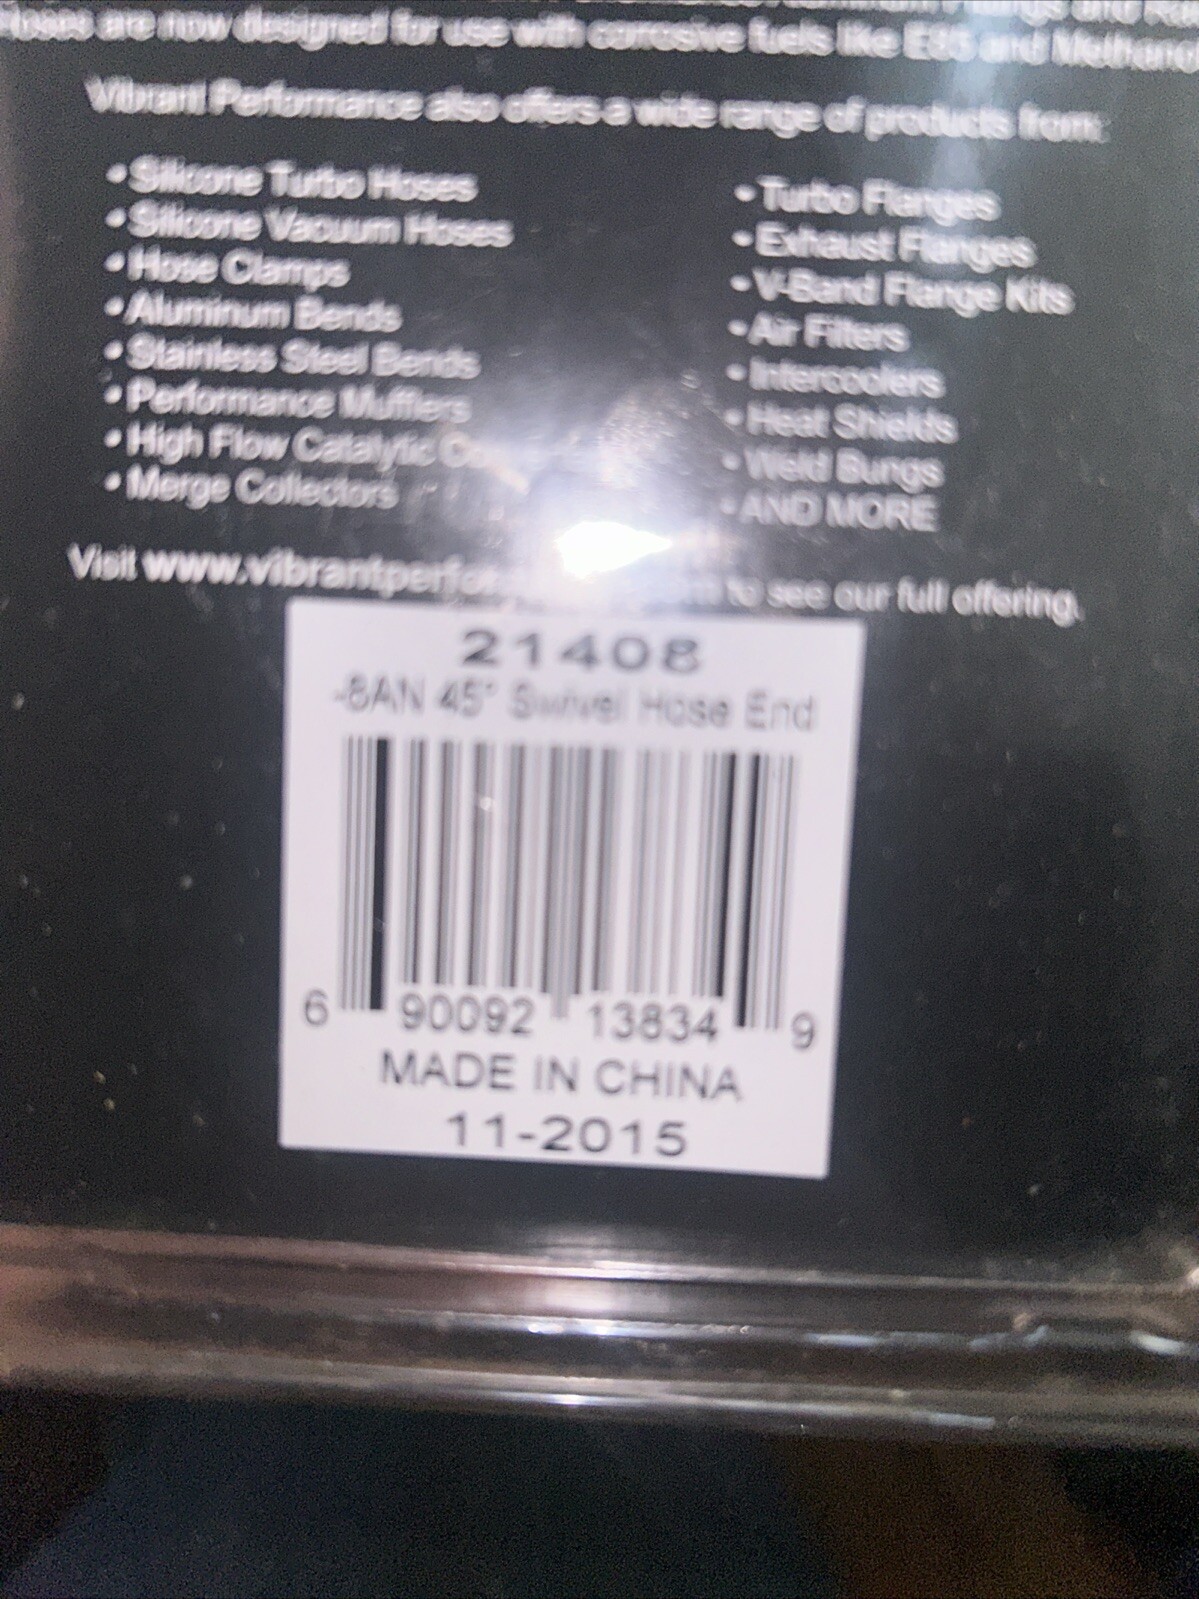 are now designed for use with corrosive fuels like E85 and
Vibrant Performance also offers a wide range of products from:
• Silicone Turbo Hoses
• Silicone Vacuum Hoses
• Hose Clamps
• Aluminum Bends
• Stainless Steel Bends
• Performance Mufflers
• High Flow Catalytic
• Merge Collectors
• Turbo Flanges
• Exhaust Flanges
• V-Band Flange Kits
• Air Filters
• Intercoolers
• Heat Shields
• Weld Bungs
• AND MORE
Visit to see our full offering.
21408
-8AN 45° Swivel Hose End
6 90092 13834 9
MADE IN CHINA
11-2015